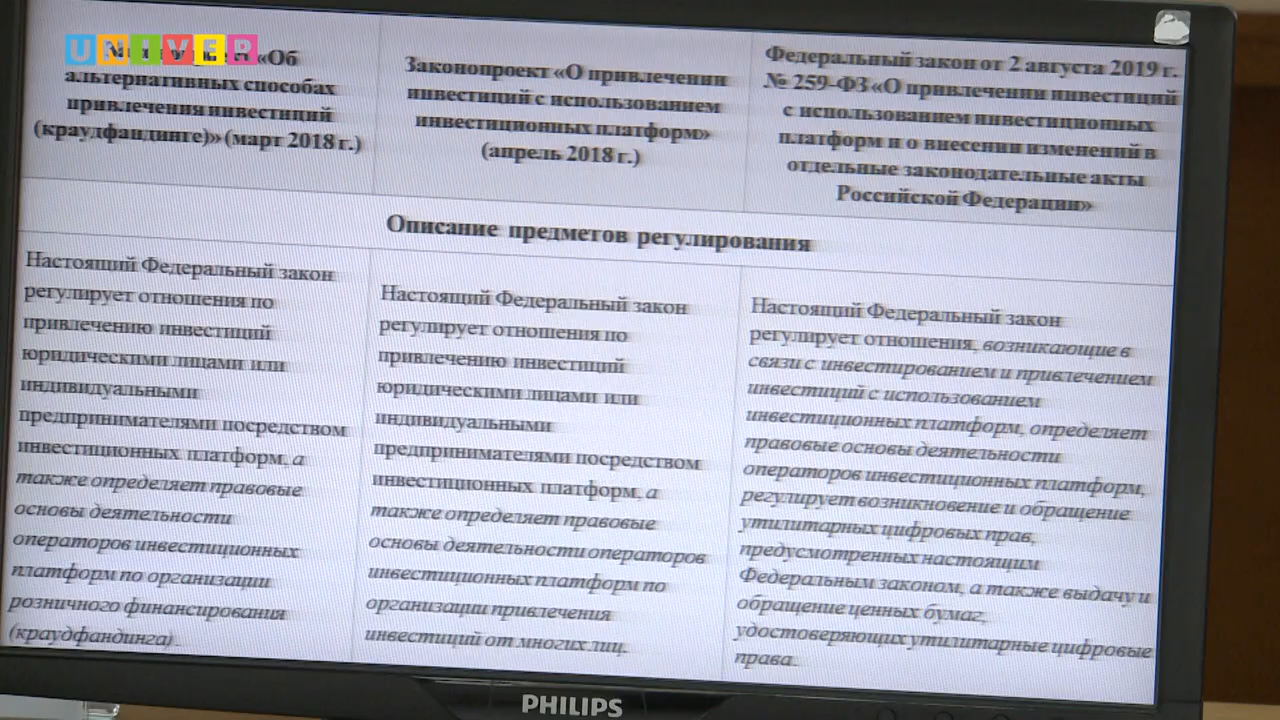 UNIVER
«Об
альтернативных способах
привлечения инвестиций
(краудфандинге)» (март 2018 г.)
Законопроект «О привлечении
инвестиций с использованием
инвестиционных платформ»
(апрель 2018 г.)
Федеральный закон от 2 августа 2019 г.
№ 259-ФЗ «О привлечении инвестиций
с использованием инвестиционных
платформ и о внесении изменений в
отдельные законодательные акты
Российской Федерации»
Описание предметов регулирования
Настоящий Федеральный закон
регулирует отношения по
привлечению инвестиций
юридическими лицами или
индивидуальными
предпринимателями посредством
инвестиционных платформ, а
также определяет правовые
основы деятельности
операторов инвестиционных
платформ по организации
розничного финансирования
(краудфандинга).
Настоящий Федеральный закон
регулирует отношения по
привлечению инвестиций
юридическими лицами или
индивидуальными
предпринимателями посредством
инвестиционных платформ, а
также определяет правовые
основы деятельности операторов
инвестиционных платформ по
организации привлечения
инвестиций от многих лиц.
Настоящий Федеральный закон
регулирует отношения, возникающие в
связи с инвестированием и привлечением
инвестиций с использованием
инвестиционных платформ, определяет
правовые основы деятельности
операторов инвестиционных платформ,
регулирует возникновение и обращение
утилитарных цифровых прав,
предусмотренных настоящим
Федеральным законом, а также выдачу и
обращение ценных бумаг,
удостоверяющих утилитарные цифровые
права.
PHILIPS